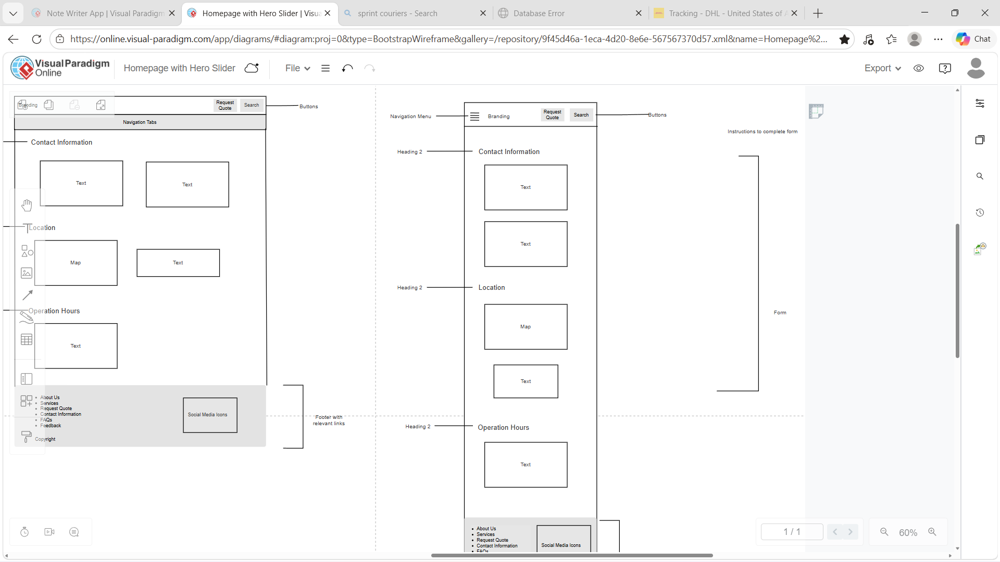 Note Writer App | Visual Paradigm
Homepage with Hero Slider | Visua
sprint couriers - Search
Database Error
Tracking - DHL - United States of A
https://online.visual-paradigm.com/app/diagrams/#diagram:proj=0&type=BootstrapWireframe&gallery=/repository/9f45d46a-1eca-4d20-8e6e-567567370d57.xml&name=Homepage%2...
Chat
Visual Paradigm
Online
Homepage with Hero Slider
File
Export
Branding
Request
Quote
Search
Buttons
Navigation Tabs
Contact Information
Text
Text
Location
Map
Text
Operation Hours
Text
About Us
Services
Request Quote
Contact Information
FAQs
Feedback
Copyright
Social Media Icons
Footer with
relevant links
Navigation Menu
Branding
Request
Quote
Search
Buttons
Heading 2
Contact Information
Text
Text
Heading 2
Location
Map
Text
Heading 2
Operation Hours
Text
About Us
Services
Request Quote
Contact Information
FAQs
Social Media Icons
Instructions to complete form
Form
1 / 1
60%